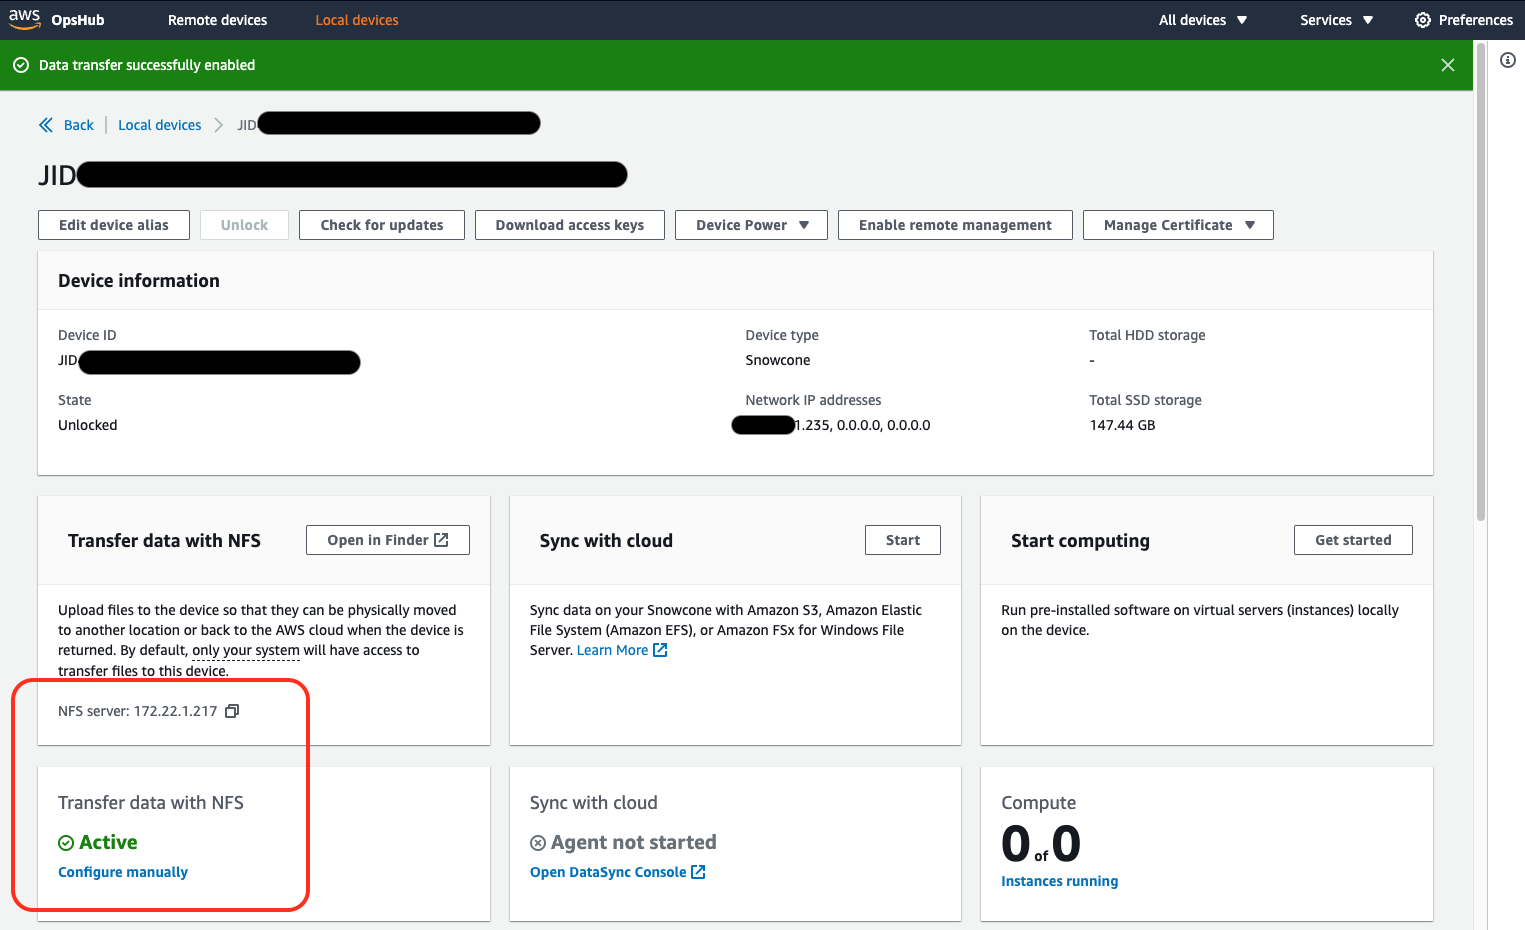 aws OpsHub Remote devices Local devices All devices Services Preferences
Data transfer successfully enabled
Back Local devices JID
JID
Edit device alias Unlock Check for updates Download access keys Device Power Enable remote management Manage Certificate
Device information
Device ID
JID
State
Unlocked
Device type
Snowcone
Network IP addresses
1.235, 0.0.0.0, 0.0.0.0
Total HDD storage
-
Total SSD storage
147.44 GB
Transfer data with NFS Open in Finder
Upload files to the device so that they can be physically moved
to another location or back to the AWS cloud when the device is
returned. By default, only your system will have access to
transfer files to this device.
NFS server: 172.22.1.217
Sync with cloud Start
Sync data on your Snowcone with Amazon S3, Amazon Elastic
File System (Amazon EFS), or Amazon FSx for Windows File
Server. Learn More
Start computing Get started
Run pre-installed software on virtual servers (instances) locally
on the device.
Transfer data with NFS
Active
Configure manually
Sync with cloud
Agent not started
Open DataSync Console
Compute
0 of 0
Instances running